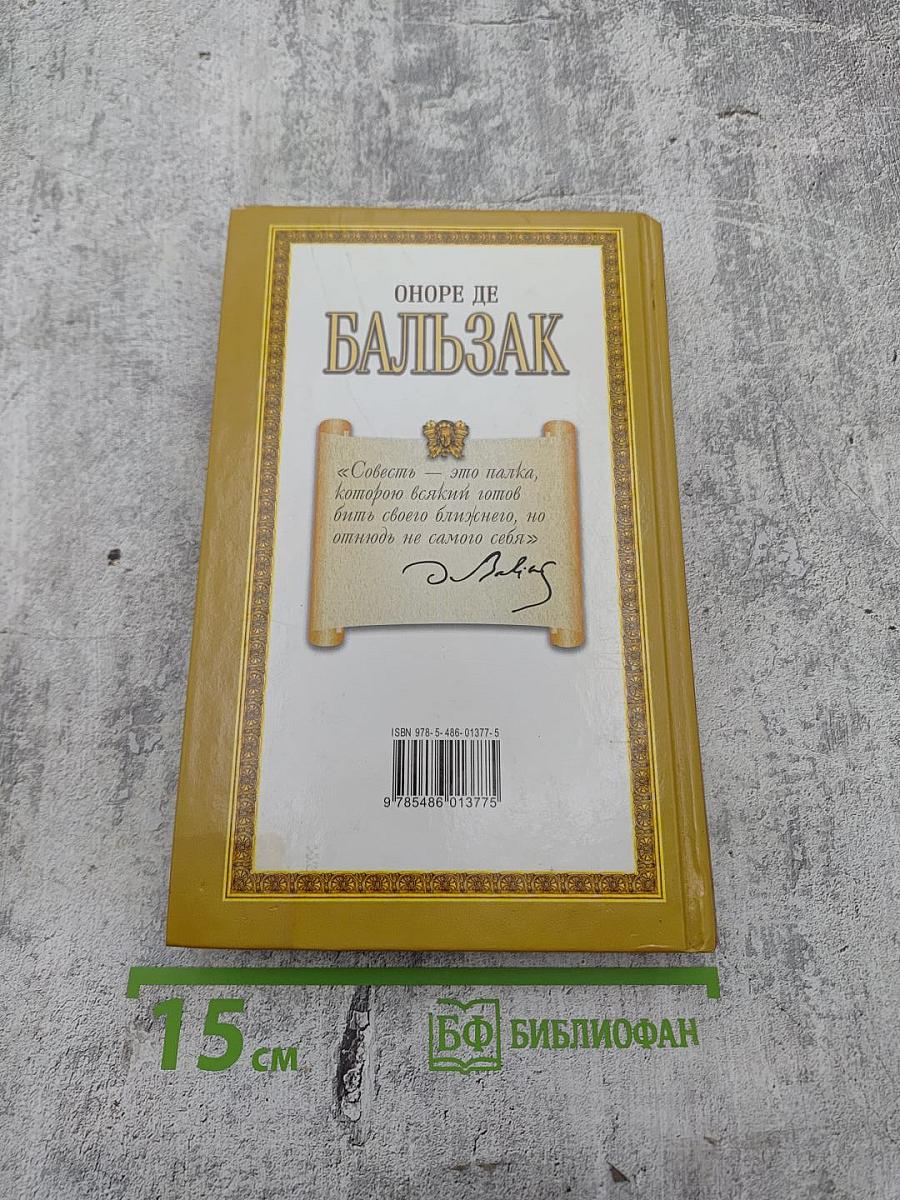 ОНОРЕ ДЕ
БАЛЬЗАК
«Совесть — это палка,
которою всякий готов
бить своего ближнего, но
отнюдь не самого себя»
ISBN 978-5-486-01377-5
9 785486 013775
15 см
БФ БИБЛИОФАН